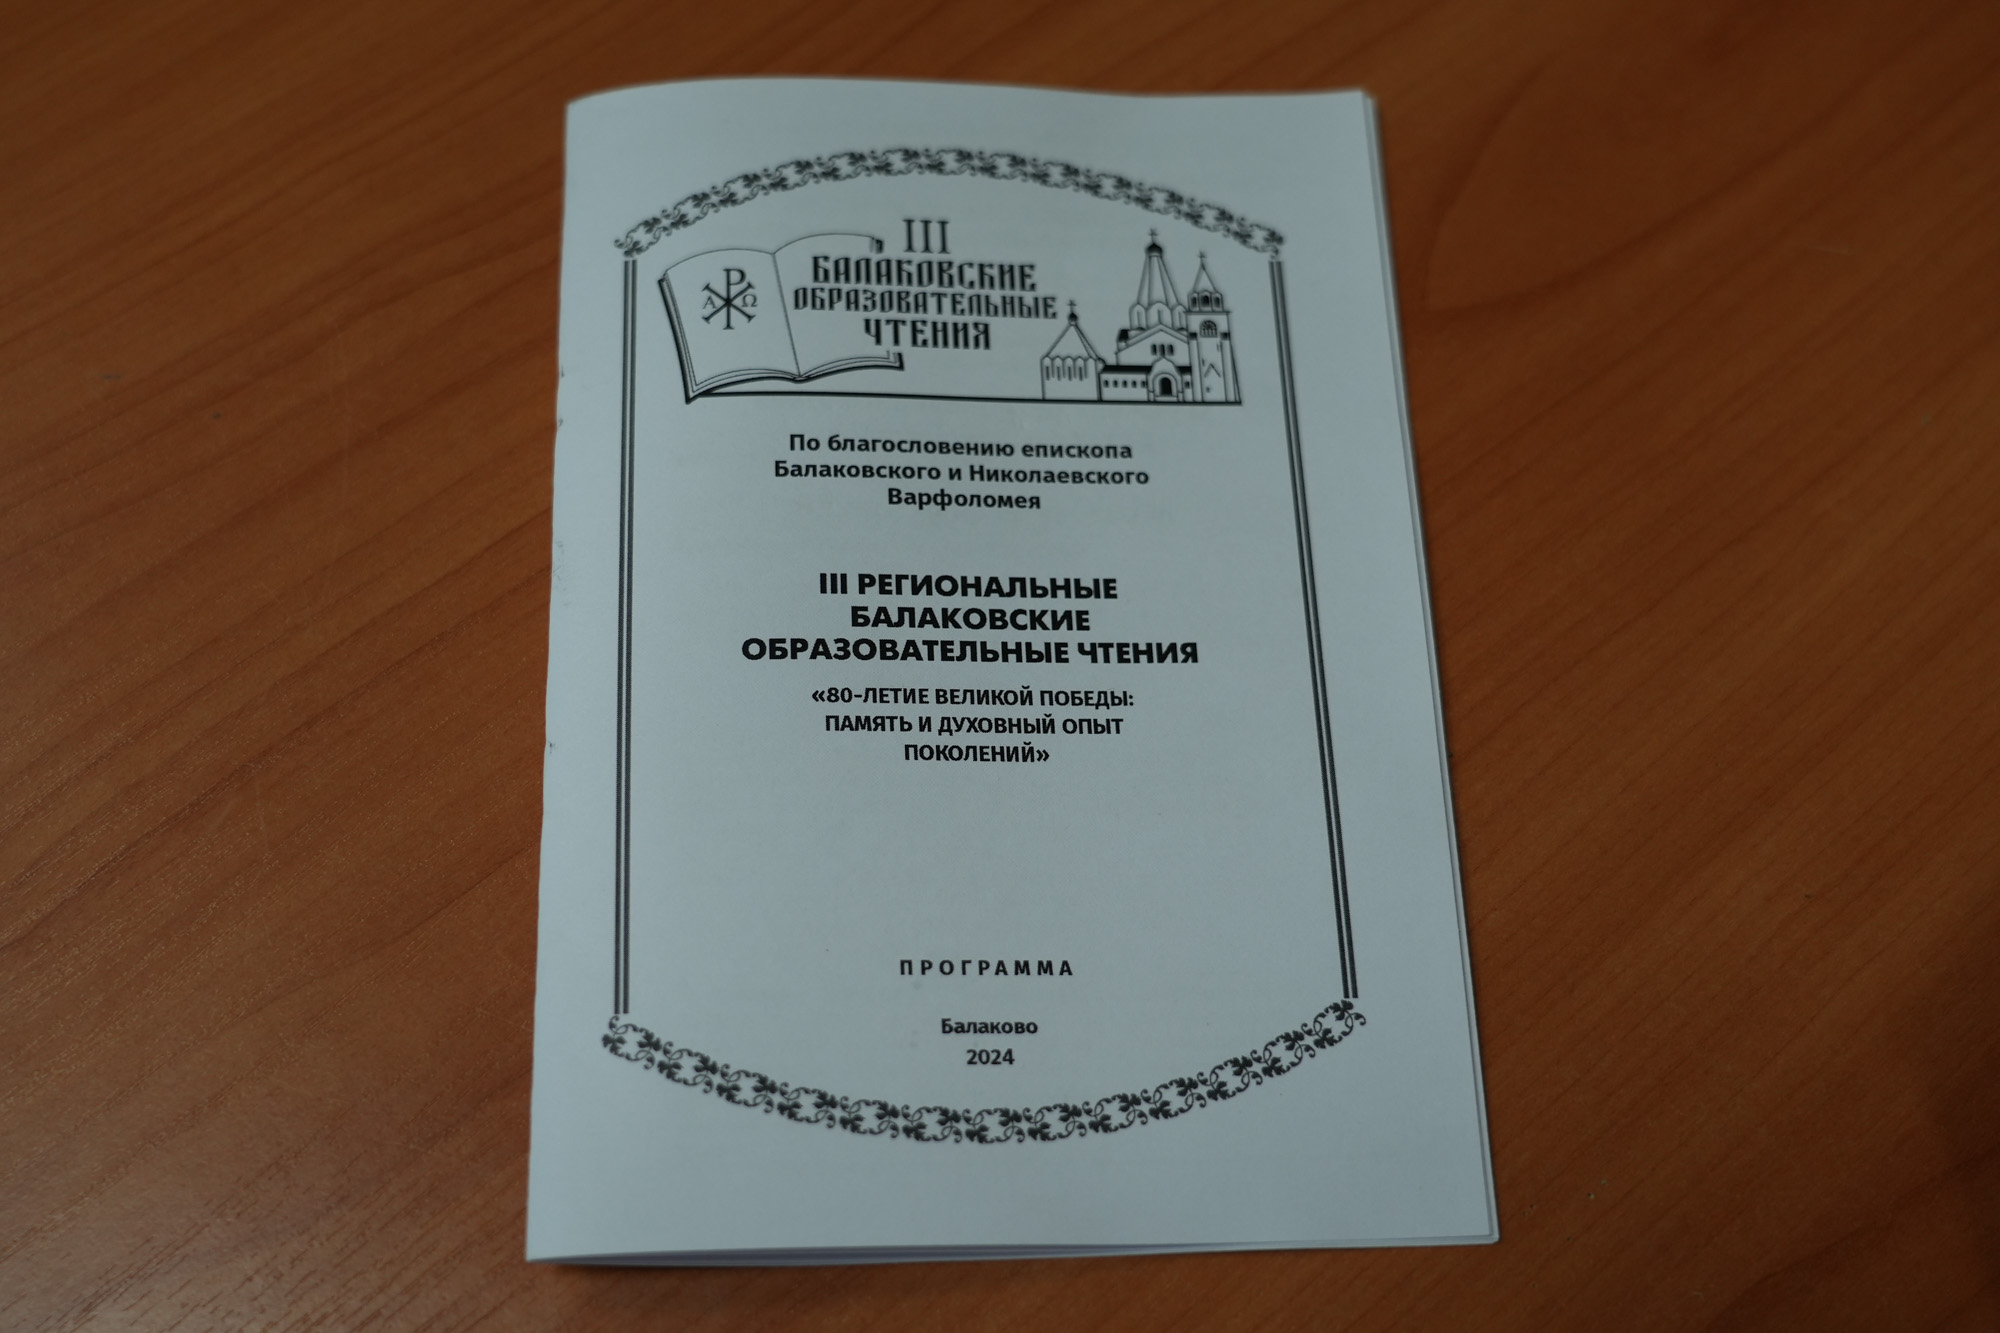 III
БАЛАКОВСКИЕ
ОБРАЗОВАТЕЛЬНЫЕ
ЧТЕНИЯ
Α Ω
По благословению епископа
Балаковского и Николаевского
Варфоломея
III РЕГИОНАЛЬНЫЕ
БАЛАКОВСКИЕ
ОБРАЗОВАТЕЛЬНЫЕ ЧТЕНИЯ
«80-ЛЕТИЕ ВЕЛИКОЙ ПОБЕДЫ:
ПАМЯТЬ И ДУХОВНЫЙ ОПЫТ
ПОКОЛЕНИЙ»
ПРОГРАММА
Балаково
2024